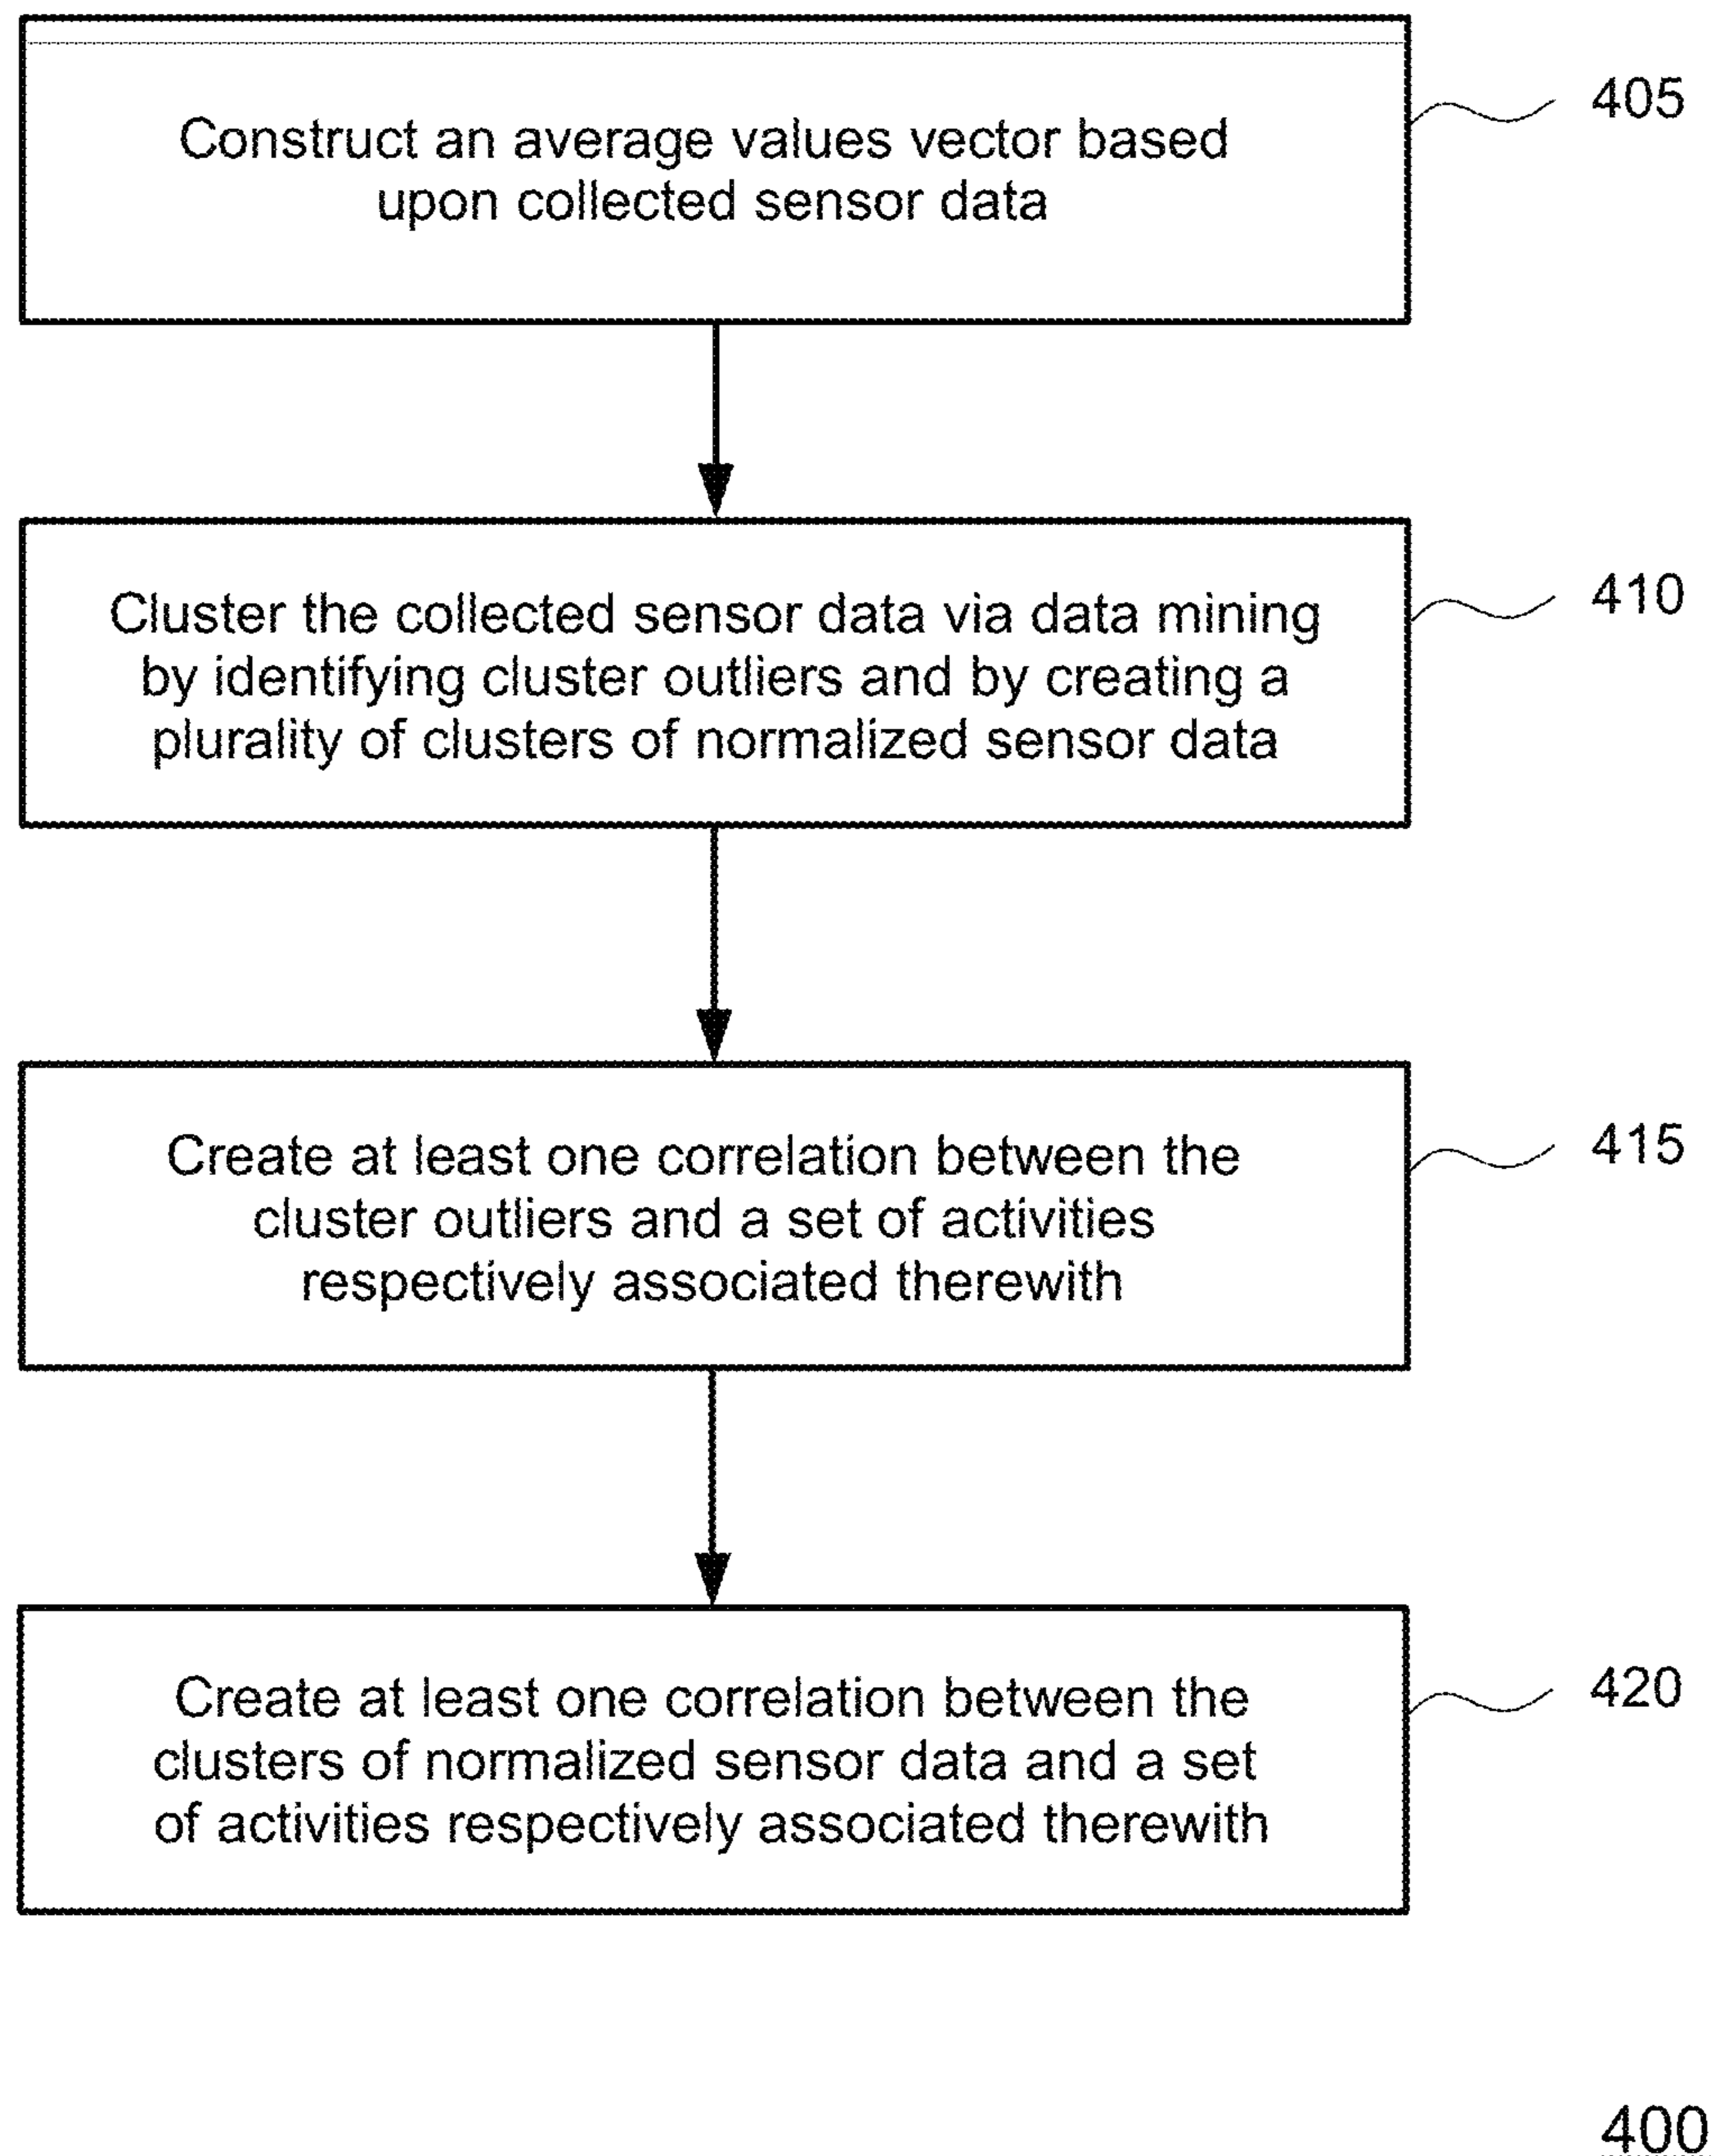 Construct an average values vector based
upon collected sensor data
405
Cluster the collected sensor data via data mining
by identifying cluster outliers and by creating a
plurality of clusters of normalized sensor data
410
Create at least one correlation between the
cluster outliers and a set of activities
respectively associated therewith
415
Create at least one correlation between the
clusters of normalized sensor data and a set
of activities respectively associated therewith
420
400